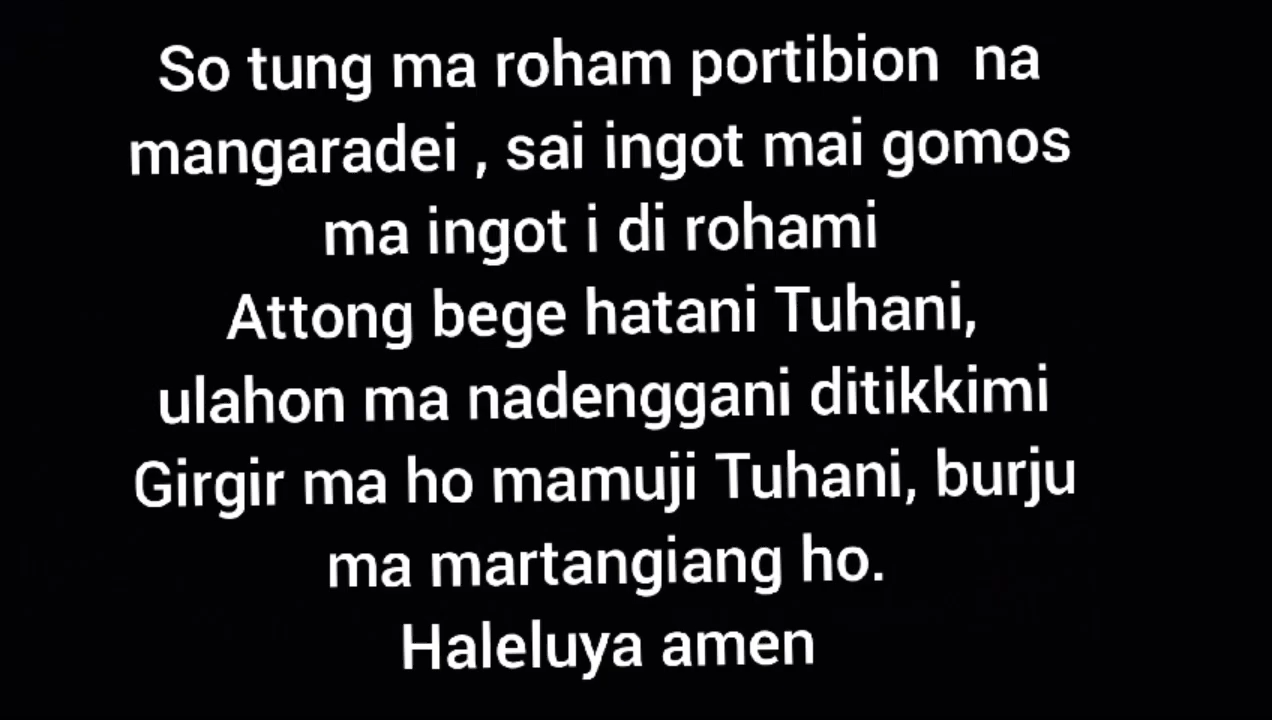 So tung ma roham portibion na
mangaradei , sai ingot mai gomos
ma ingot i di rohami
Attong bege hatani Tuhani,
ulahon ma nadenggani ditikkimi
Girgir ma ho mamuji Tuhani, burju
ma martangiang ho.
Haleluya amen